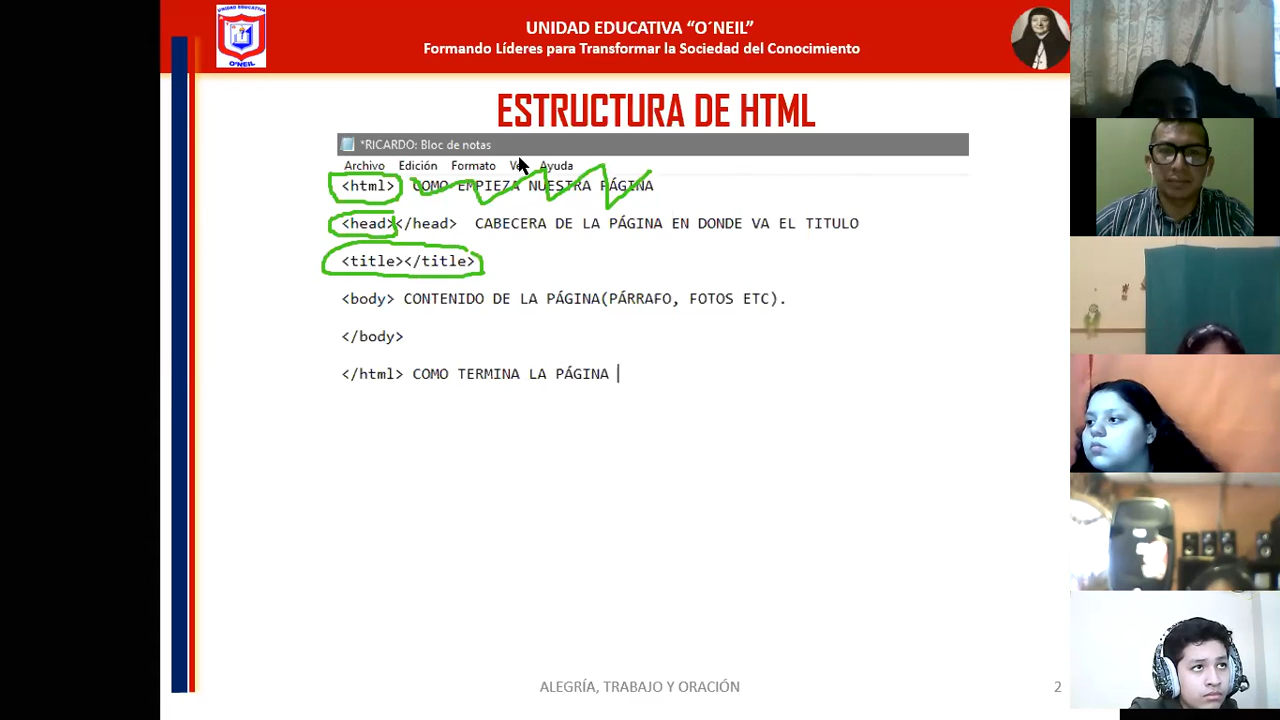 UNIDAD EDUCATIVA
O´NEIL
UNIDAD EDUCATIVA “O´NEIL”
Formando Líderes para Transformar la Sociedad del Conocimiento
ESTRUCTURA DE HTML
*RICARDO: Bloc de notas
Archivo Edición Formato Ayuda
<html> COMO EMPIEZA NUESTRA PÁGINA
<head></head> CABECERA DE LA PÁGINA EN DONDE VA EL TITULO
<title></title>
<body> CONTENIDO DE LA PÁGINA(PÁRRAFO, FOTOS ETC).
</body>
</html> COMO TERMINA LA PÁGINA
ALEGRÍA, TRABAJO Y ORACIÓN
2